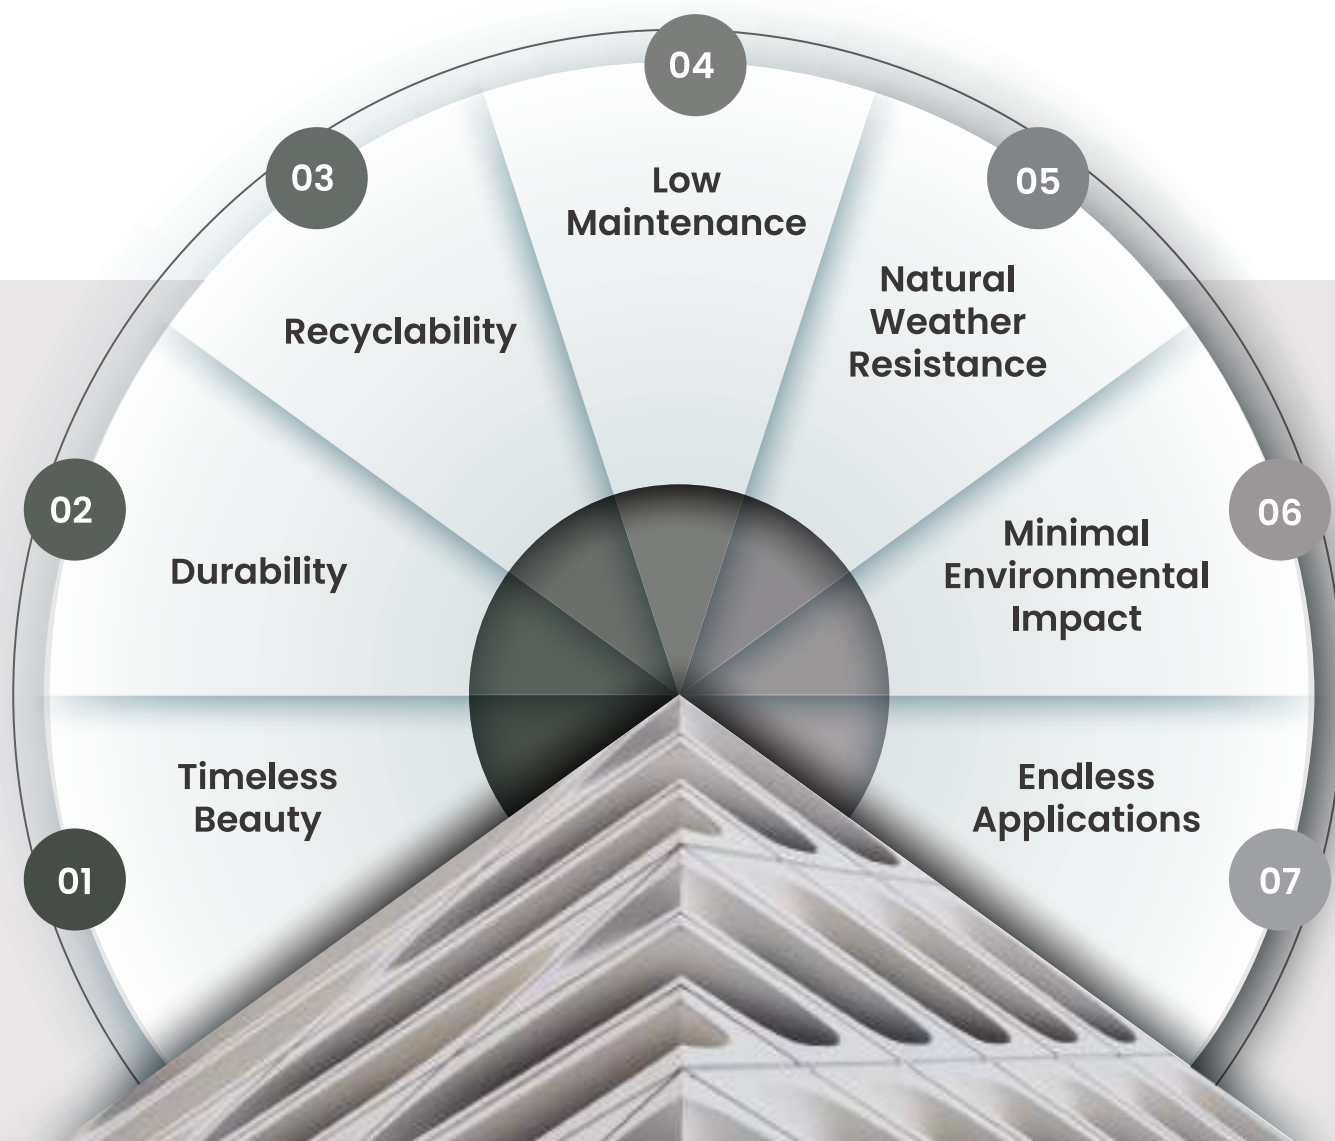 01
Timeless
Beauty
02
Durability
03
Recyclability
04
Low
Maintenance
05
Natural
Weather
Resistance
06
Minimal
Environmental
Impact
07
Endless
Applications